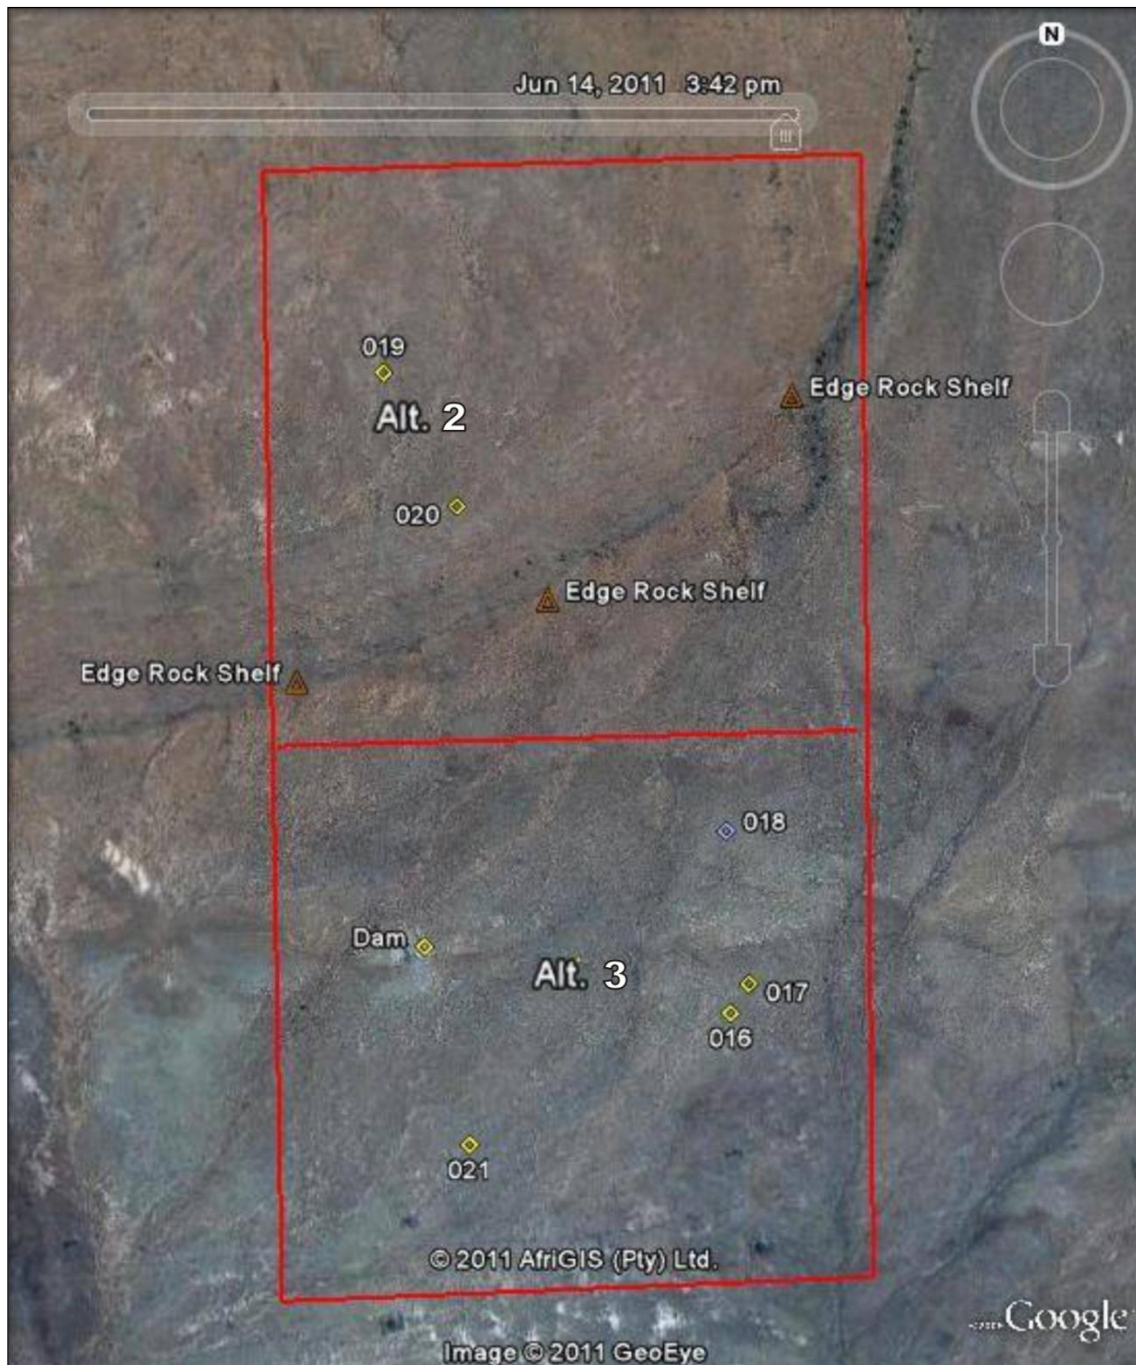 N
Jun 14, 2011 3:42 pm
019
Alt. 2
Edge Rock Shelf
020
Edge Rock Shelf
Edge Rock Shelf
018
Dam
Alt. 3
017
016
021
© 2011 AfriGIS (Pty) Ltd.
Google
Image © 2011 GeoEye